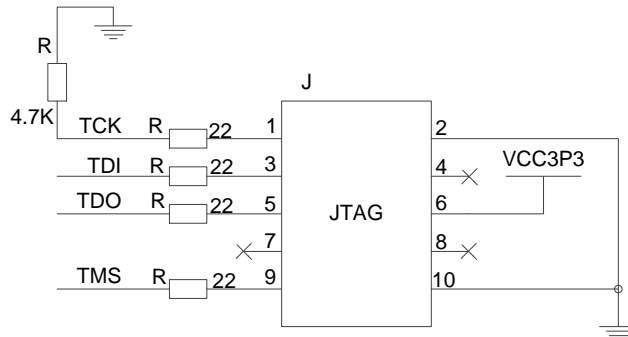 R
4.7K
J
TCK R 22 1 2
TDI R 22 3 4 VCC3P3
TDO R 22 5 JTAG 6
7 8
TMS R 22 9 10